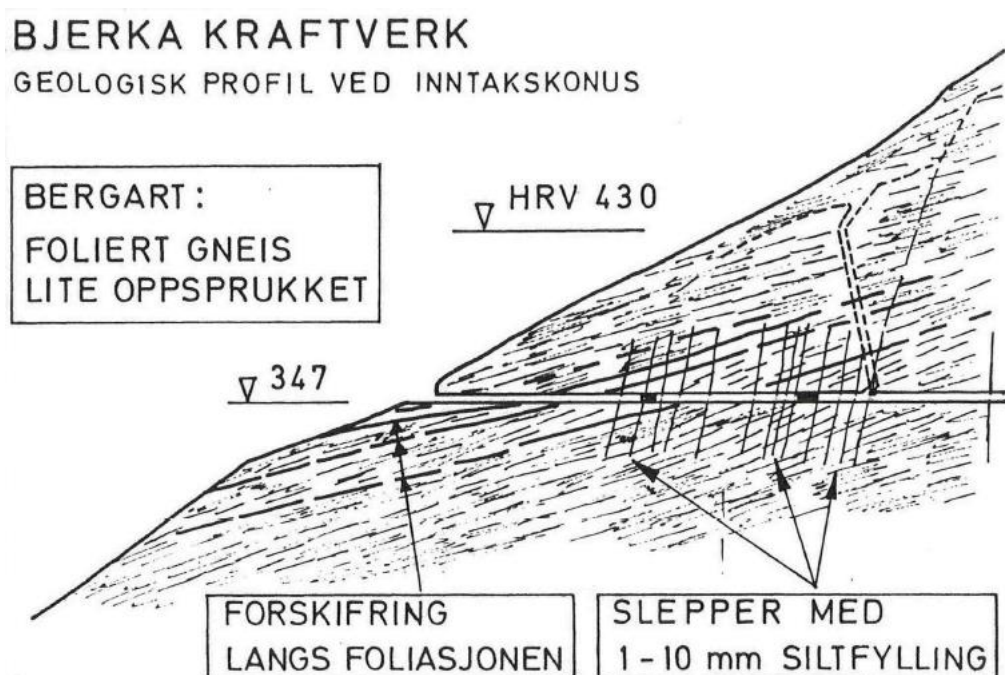 BJERKA KRAFTVERK
GEOLOGISK PROFIL VED INNTAKSKONUS
BERGART:
FOLIERT GNEIS
LITE OPPSPRUKKET
HRV 430
347
FORSKIFRING
LANGS FOLIASJONEN
SLEPPER MED
1-10 mm SILTFYLLING